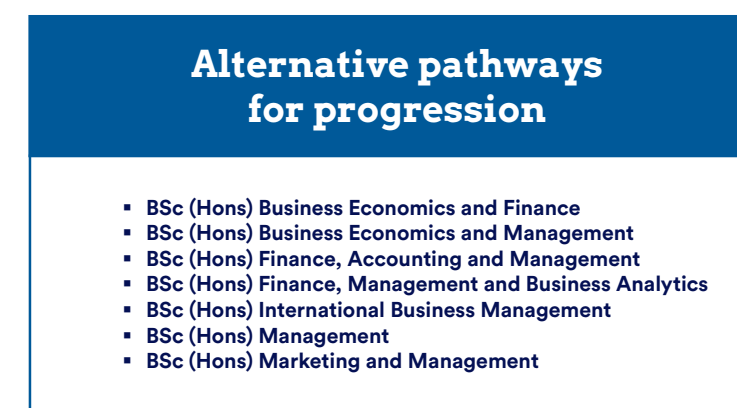 Alternative pathways
for progression
▪ BSc (Hons) Business Economics and Finance
▪ BSc (Hons) Business Economics and Management
▪ BSc (Hons) Finance, Accounting and Management
▪ BSc (Hons) Finance, Management and Business Analytics
▪ BSc (Hons) International Business Management
▪ BSc (Hons) Management
▪ BSc (Hons) Marketing and Management